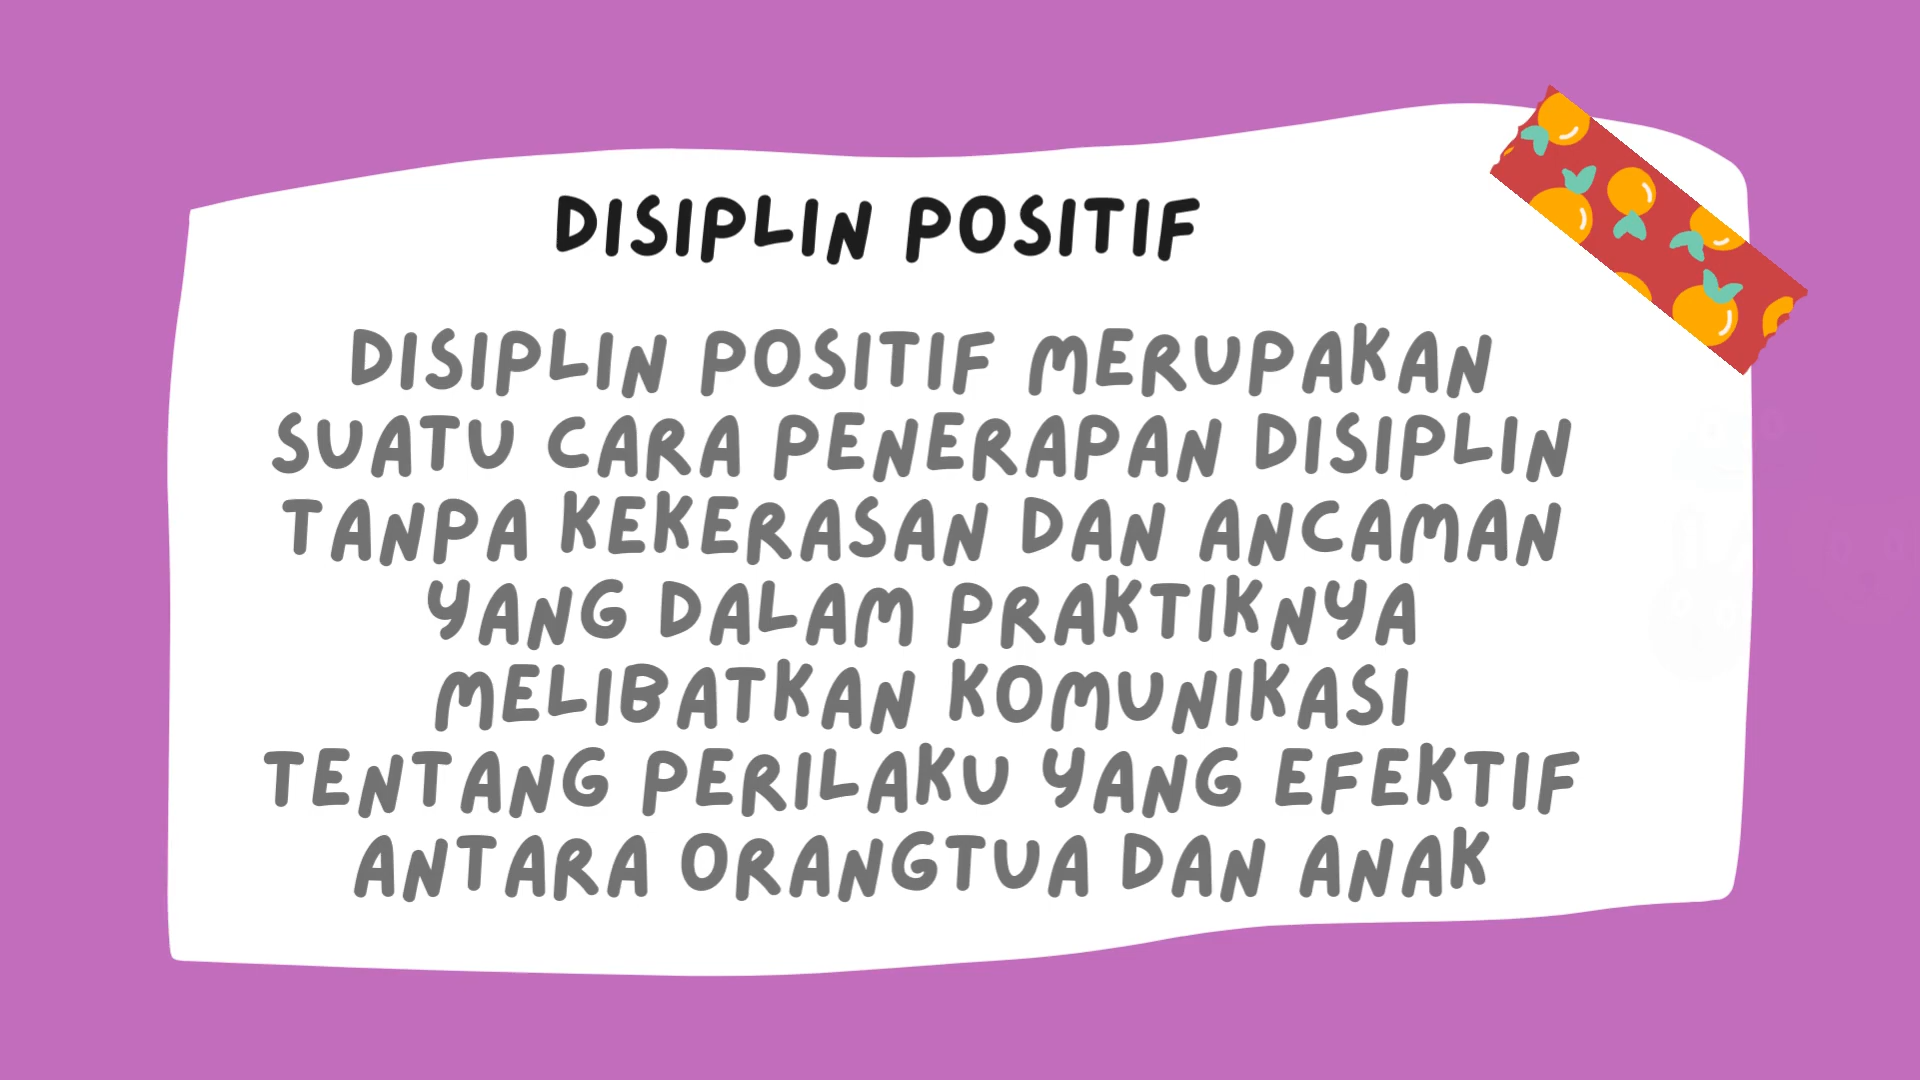 DISIPLIN POSITIF
DISIPLIN POSITIF MERUPAKAN
SUATU CARA PENERAPAN DISIPLIN
TANPA KEKERASAN DAN ANCAMAN
YANG DALAM PRAKTIKNYA
MELIBATKAN KOMUNIKASI
TENTANG PERILAKU YANG EFEKTIF
ANTARA ORANGTUA DAN ANAK